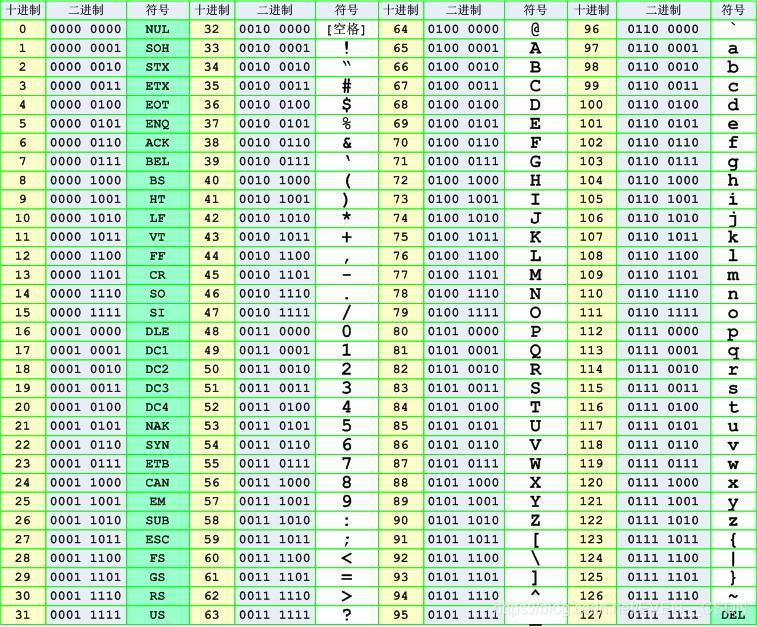 十进制 二进制 符号 十进制 二进制 符号 十进制 二进制 符号 十进制 二进制 符号
0 0000 0000 NUL 32 0010 0000 [空格] 64 0100 0000 @ 96 0110 0000 `
1 0000 0001 SOH 33 0010 0001 ! 65 0100 0001 A 97 0110 0001 a
2 0000 0010 STX 34 0010 0010 “ 66 0100 0010 B 98 0110 0010 b
3 0000 0011 ETX 35 0010 0011 # 67 0100 0011 C 99 0110 0011 c
4 0000 0100 EOT 36 0010 0100 $ 68 0100 0100 D 100 0110 0100 d
5 0000 0101 ENQ 37 0010 0101 % 69 0100 0101 E 101 0110 0101 e
6 0000 0110 ACK 38 0010 0110 & 70 0100 0110 F 102 0110 0110 f
7 0000 0111 BEL 39 0010 0111 ‵ 71 0100 0111 G 103 0110 0111 g
8 0000 1000 BS 40 0010 1000 ( 72 0100 1000 H 104 0110 1000 h
9 0000 1001 HT 41 0010 1001 ) 73 0100 1001 I 105 0110 1001 i
10 0000 1010 LF 42 0010 1010 * 74 0100 1010 J 106 0110 1010 j
11 0000 1011 VT 43 0010 1011 + 75 0100 1011 K 107 0110 1011 k
12 0000 1100 FF 44 0010 1100 , 76 0100 1100 L 108 0110 1100 l
13 0000 1101 CR 45 0010 1101 - 77 0100 1101 M 109 0110 1101 m
14 0000 1110 SO 46 0010 1110 . 78 0100 1110 N 110 0110 1110 n
15 0000 1111 SI 47 0010 1111 / 79 0100 1111 O 111 0110 1111 o
16 0001 0000 DLE 48 0011 0000 0 80 0101 0000 P 112 0111 0000 p
17 0001 0001 DC1 49 0011 0001 1 81 0101 0001 Q 113 0111 0001 q
18 0001 0010 DC2 50 0011 0010 2 82 0101 0010 R 114 0111 0010 r
19 0001 0011 DC3 51 0011 0011 3 83 0101 0011 S 115 0111 0011 s
20 0001 0100 DC4 52 0011 0100 4 84 0101 0100 T 116 0111 0100 t
21 0001 0101 NAK 53 0011 0101 5 85 0101 0101 U 117 0111 0101 u
22 0001 0110 SYN 54 0011 0110 6 86 0101 0110 V 118 0111 0110 v
23 0001 0111 ETB 55 0011 0111 7 87 0101 0111 W 119 0111 0111 w
24 0001 1000 CAN 56 0011 1000 8 88 0101 1000 X 120 0111 1000 x
25 0001 1001 EM 57 0011 1001 9 89 0101 1001 Y 121 0111 1001 y
26 0001 1010 SUB 58 0011 1010 : 90 0101 1010 Z 122 0111 1010 z
27 0001 1011 ESC 59 0011 1011 ; 91 0101 1011 [ 123 0111 1011 {
28 0001 1100 FS 60 0011 1100 < 92 0101 1100 \ 124 0111 1100 |
29 0001 1101 GS 61 0011 1101 = 93 0101 1101 ] 125 0111 1101 }
30 0001 1110 RS 62 0011 1110 > 94 0101 1110 ^ 126 0111 1110 ~
31 0001 1111 US 63 0011 1111 ? 95 0101 1111 _ 127 0111 1111 DEL